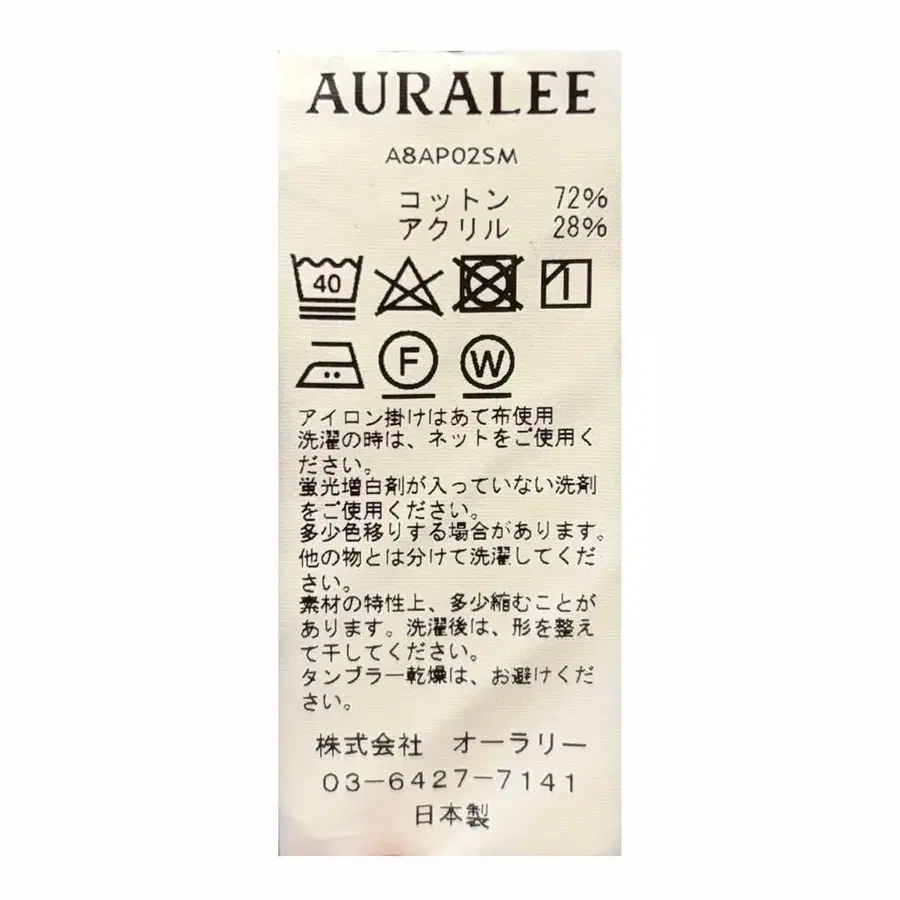 AURALEE
A8AP02SM
コットン 72%
アクリル 28%
40
F W
アイロン掛けはあて布使用
洗濯の時は、ネットをご使用く
ださい。
蛍光増白剤が入っていない洗剤
をご使用ください。
多少色移りする場合があります。
他の物とは分けて洗濯してくだ
さい。
素材の特性上、多少縮むことが
あります。洗濯後は、形を整え
て干してください。
タンブラー乾燥は、お避けくだ
さい。
株式会社 オーラリー
03-6427-7141
日本製